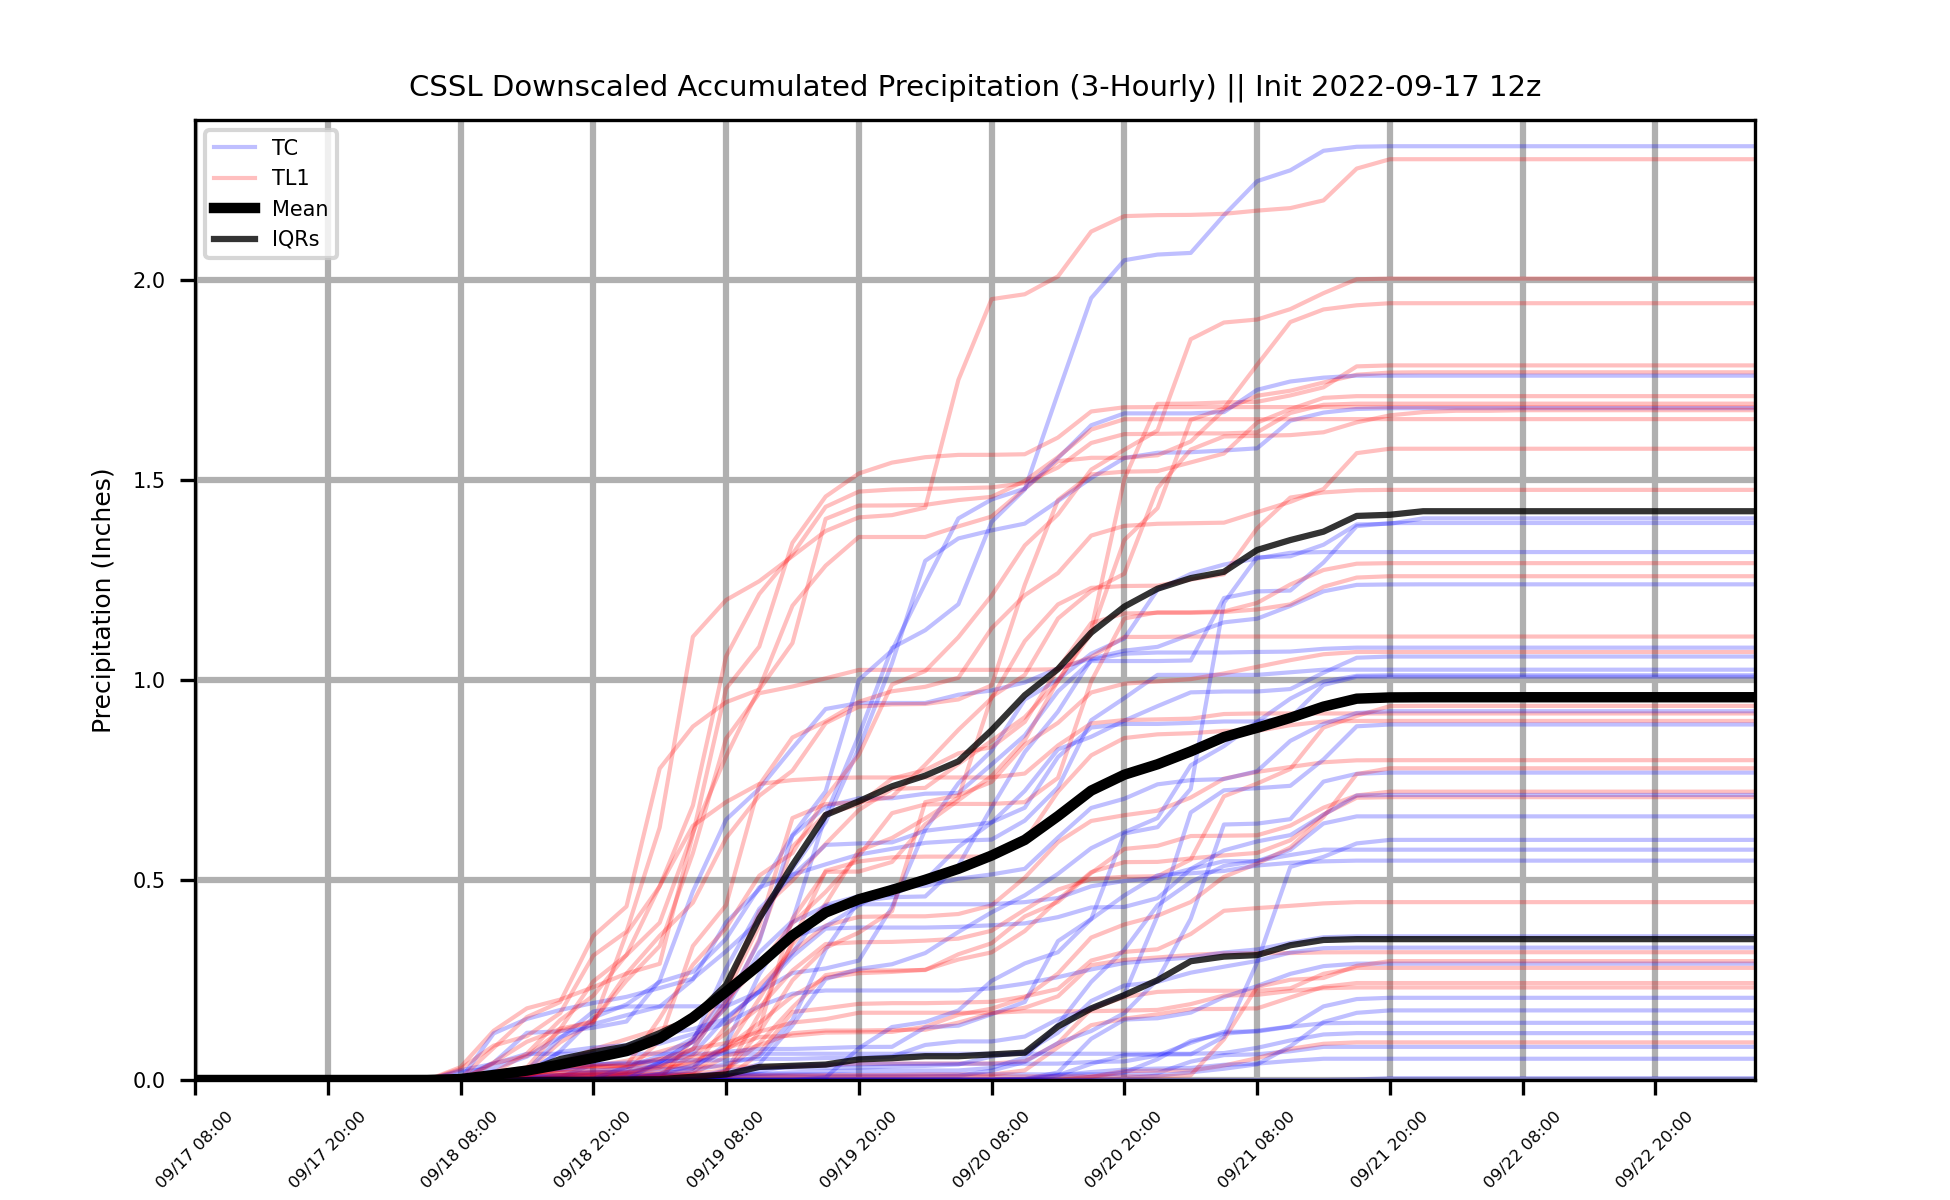 CSSL Downscaled Accumulated Precipitation (3-Hourly) || Init 2022-09-17 12z
TC
TL1
Mean
IQRs
Precipitation (Inches)
2.0
1.5
1.0
0.5
0.0
09/17 08:00
09/17 20:00
09/18 08:00
09/18 20:00
09/19 08:00
09/19 20:00
09/20 08:00
09/20 20:00
09/21 08:00
09/21 20:00
09/22 08:00
09/22 20:00